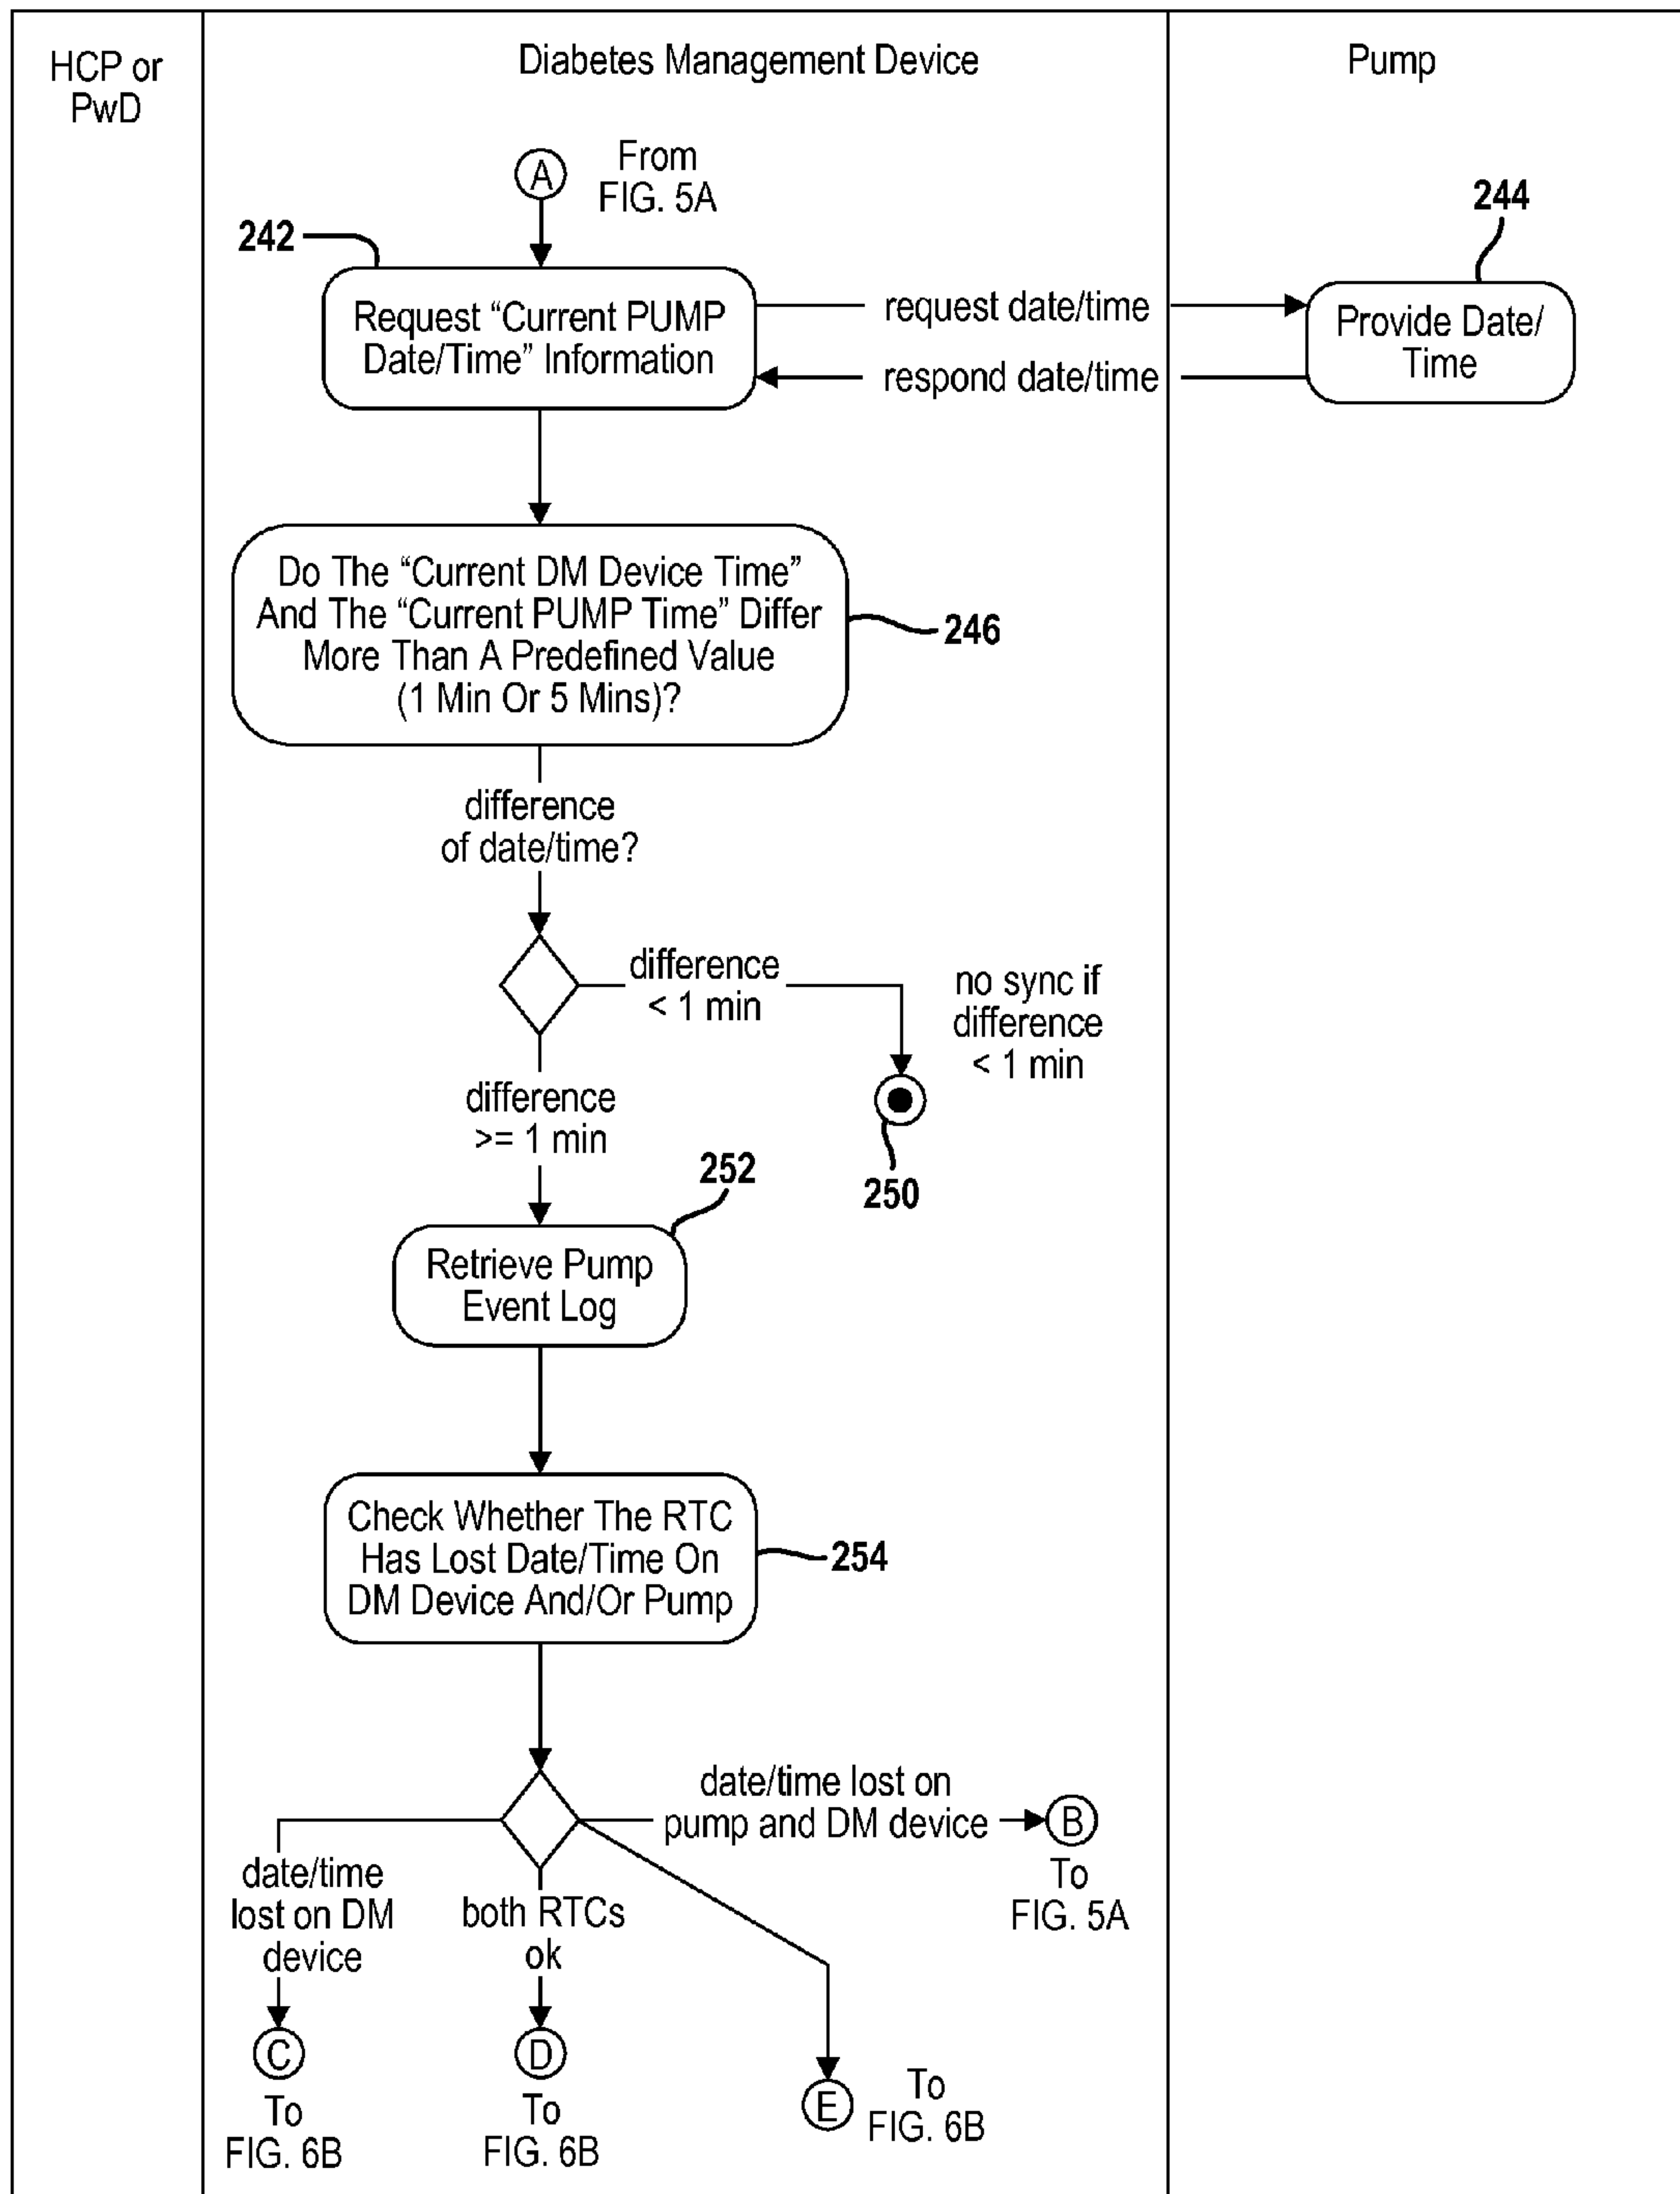 HCP or
PwD
Diabetes Management Device
Pump
A
From
FIG. 5A
242
244
Request “Current PUMP
Date/Time” Information
request date/time
respond date/time
Provide Date/
Time
Do The “Current DM Device Time”
And The “Current PUMP Time” Differ
More Than A Predefined Value
(1 Min Or 5 Mins)?
246
difference
of date/time?
difference
< 1 min
no sync if
difference
< 1 min
difference
>= 1 min
250
252
Retrieve Pump
Event Log
Check Whether The RTC
Has Lost Date/Time On
DM Device And/Or Pump
254
date/time lost on
pump and DM device
B
To
FIG. 5A
date/time
lost on DM
device
both RTCs
ok
C
To
FIG. 6B
D
To
FIG. 6B
E
To
FIG. 6B